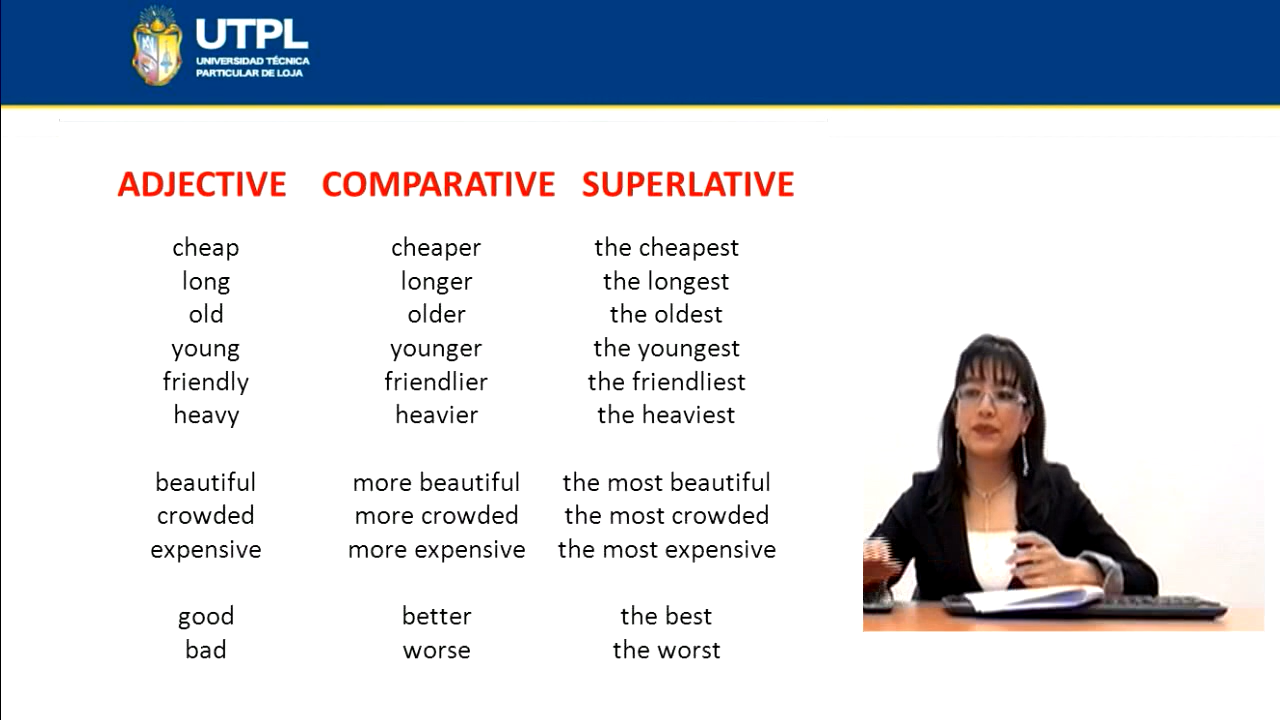 UTPL
UNIVERSIDAD TÉCNICA
PARTICULAR DE LOJA
ADJECTIVE COMPARATIVE SUPERLATIVE
cheap cheaper the cheapest
long longer the longest
old older the oldest
young younger the youngest
friendly friendlier the friendliest
heavy heavier the heaviest
beautiful more beautiful the most beautiful
crowded more crowded the most crowded
expensive more expensive the most expensive
good better the best
bad worse the worst